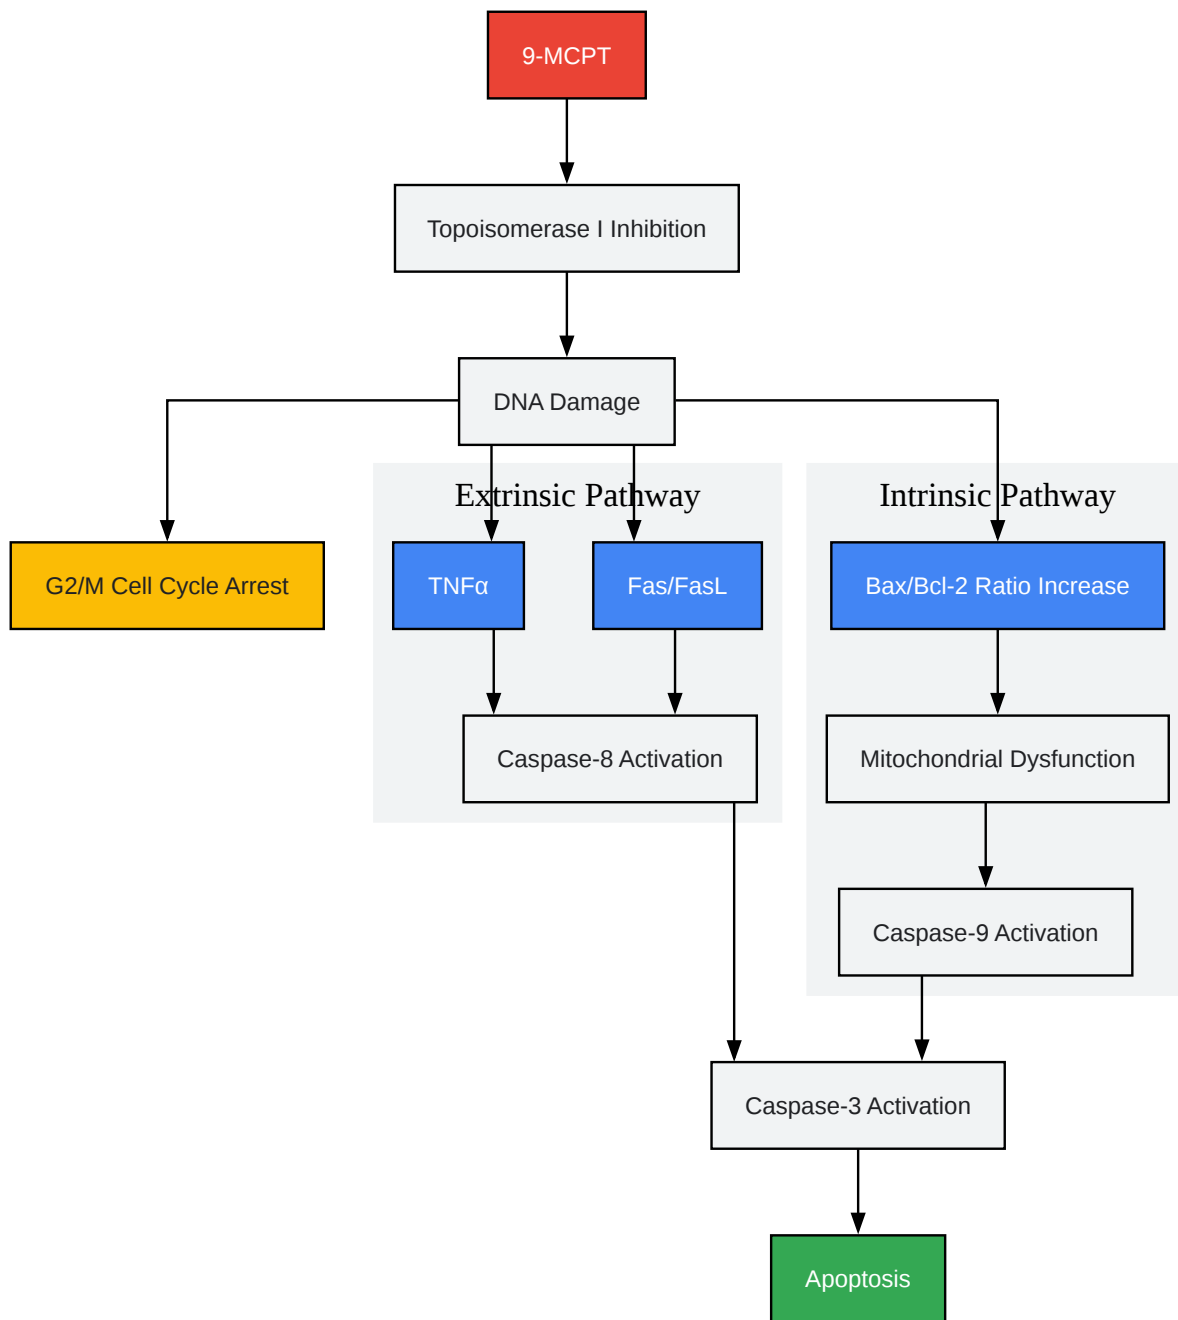 9-MCPT
Topoisomerase I Inhibition
DNA Damage
Extrinsic Pathway
Intrinsic Pathway
G2/M Cell Cycle Arrest
TNFα
Fas/FasL
Bax/Bcl-2 Ratio Increase
Caspase-8 Activation
Mitochondrial Dysfunction
Caspase-9 Activation
Caspase-3 Activation
Apoptosis